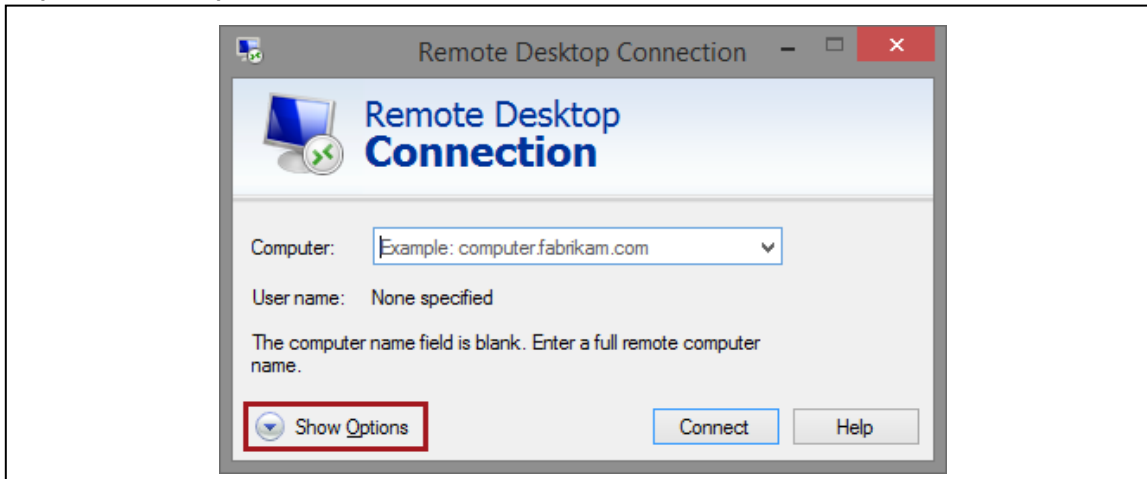 Remote Desktop Connection
Remote Desktop
Connection
Computer:
Example: computer.fabrikam.com
User name:
None specified
The computer name field is blank. Enter a full remote computer
name.
Show Options
Connect
Help